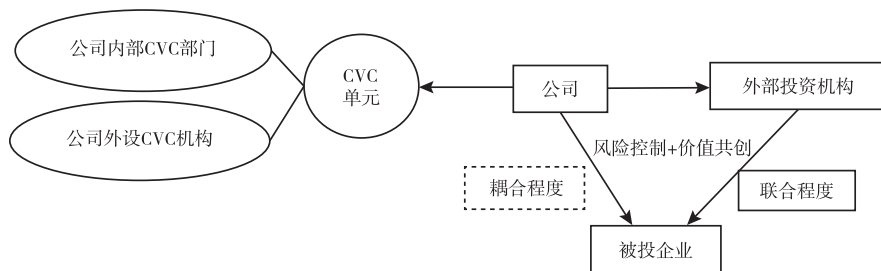 公司内部CVC部门
公司外设CVC机构
CVC
单元
公司
外部投资机构
风险控制+价值共创
耦合程度
联合程度
被投企业